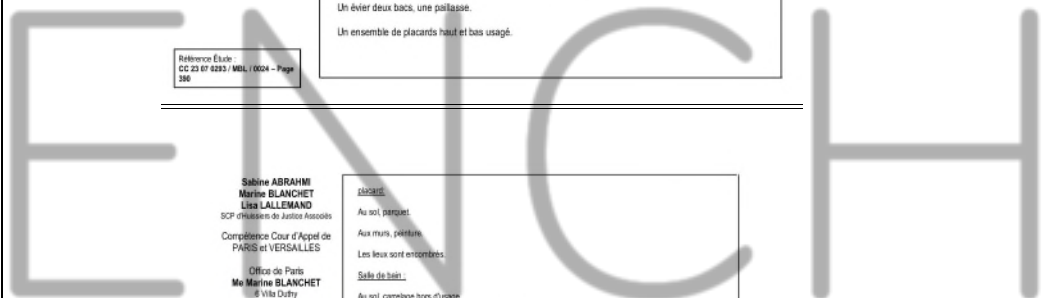 Un évier deux bacs, une paillasse.
Un ensemble de placards haut et bas usagé.
Référence Étude :
CC 23 07 0293 / MBL / 0024 – Page
390
Sabine ABRAHMI
Marine BLANCHET
Lisa LALLEMAND
SCP d'Huissiers de Justice Associés
Compétence Cour d'Appel de
PARIS et VERSAILLES
Office de Paris
Me Marine BLANCHET
6 Villa Duthy
placard:
Au sol, parquet.
Aux murs, peinture.
Les lieux sont encombrés.
Salle de bain :
Au sol, carrelage hors d'usage.
ENCH